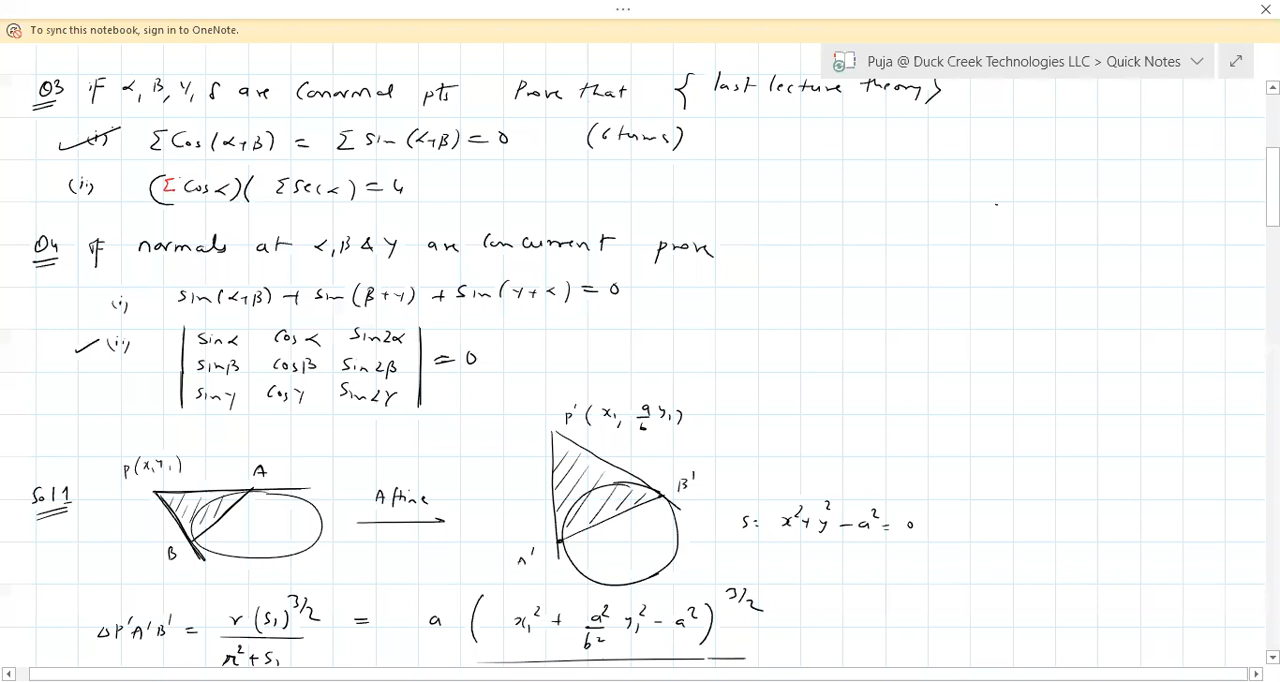 To sync this notebook, sign in to OneNote.
Puja @ Duck Creek Technologies LLC > Quick Notes
Q3 if α, β, γ, δ are Conormal pts Prove that { last lecture theory}
(i) Σ Cos(α+β) = Σ sin(α+β) = 0 (6 terms)
(ii) (Σ Cos α)( Σ Sec α) = 4
Q4 If normals at α, β & γ are Concurrent prove
(i) sin(α+β) + sin(β+γ) + sin(γ+α) = 0
(ii) | sin α cos α sin 2α |
| sin β cos β sin 2β | = 0
| sin γ cos γ sin 2γ |
P'(x₁, a/b y₁)
P(x₁y₁) A
Sol 1 Affine B'
S: x² + y² - a² = 0
B A'
ΔP'A'B' = r(S₁)^3/2 / r² + S₁ = a ( x₁² + a²/b² y₁² - a² )^3/2